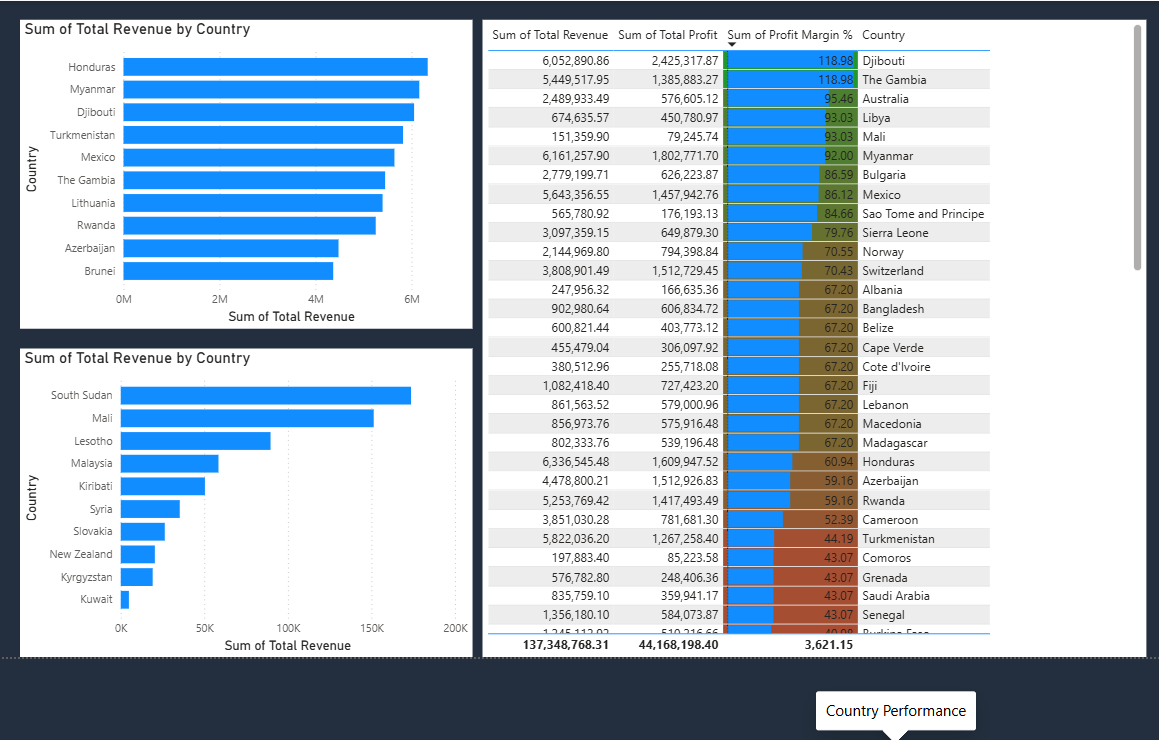 Sum of Total Revenue by Country
Country
Honduras
Myanmar
Djibouti
Turkmenistan
Mexico
The Gambia
Lithuania
Rwanda
Azerbaijan
Brunei
0M 2M 4M 6M
Sum of Total Revenue
Sum of Total Revenue by Country
Country
South Sudan
Mali
Lesotho
Malaysia
Kiribati
Syria
Slovakia
New Zealand
Kyrgyzstan
Kuwait
0K 50K 100K 150K 200K
Sum of Total Revenue
Sum of Total Revenue Sum of Total Profit Sum of Profit Margin % Country
6,052,890.86 2,425,317.87 118.98 Djibouti
5,449,517.95 1,385,883.27 118.98 The Gambia
2,489,933.49 576,605.12 95.46 Australia
674,635.57 450,780.97 93.03 Libya
151,359.90 79,245.74 93.03 Mali
6,161,257.90 1,802,771.70 92.00 Myanmar
2,779,199.71 626,223.87 86.59 Bulgaria
5,643,356.55 1,457,942.76 86.12 Mexico
565,780.92 176,193.13 84.66 Sao Tome and Principe
3,097,359.15 649,879.30 79.76 Sierra Leone
2,144,969.80 794,398.84 70.55 Norway
3,808,901.49 1,512,729.45 70.43 Switzerland
247,956.32 166,635.36 67.20 Albania
902,980.64 606,834.72 67.20 Bangladesh
600,821.44 403,773.12 67.20 Belize
455,479.04 306,097.92 67.20 Cape Verde
380,512.96 255,718.08 67.20 Cote d'Ivoire
1,082,418.40 727,423.20 67.20 Fiji
861,563.52 579,000.96 67.20 Lebanon
856,973.76 575,916.48 67.20 Macedonia
802,333.76 539,196.48 67.20 Madagascar
6,336,545.48 1,609,947.52 60.94 Honduras
4,478,800.21 1,512,926.83 59.16 Azerbaijan
5,253,769.42 1,417,493.49 59.16 Rwanda
3,851,030.28 781,681.30 52.39 Cameroon
5,822,036.20 1,267,258.40 44.19 Turkmenistan
197,883.40 85,223.58 43.07 Comoros
576,782.80 248,406.36 43.07 Grenada
835,759.10 359,941.17 43.07 Saudi Arabia
1,356,180.10 584,073.87 43.07 Senegal
137,348,768.31 44,168,198.40 3,621.15
Country Performance